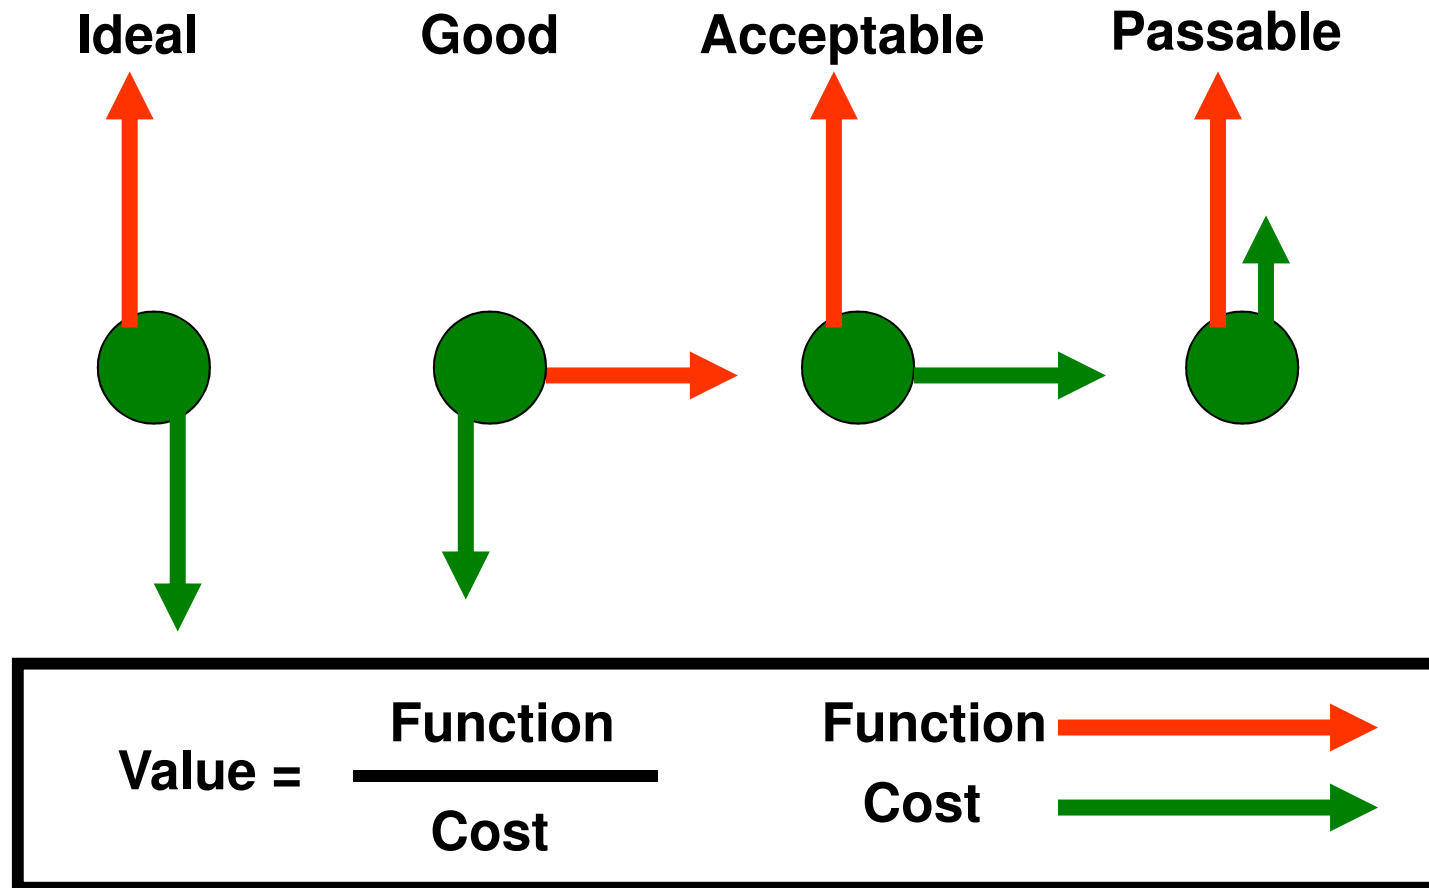 Ideal Good Acceptable Passable
Value =
Function
Cost
Function
Cost